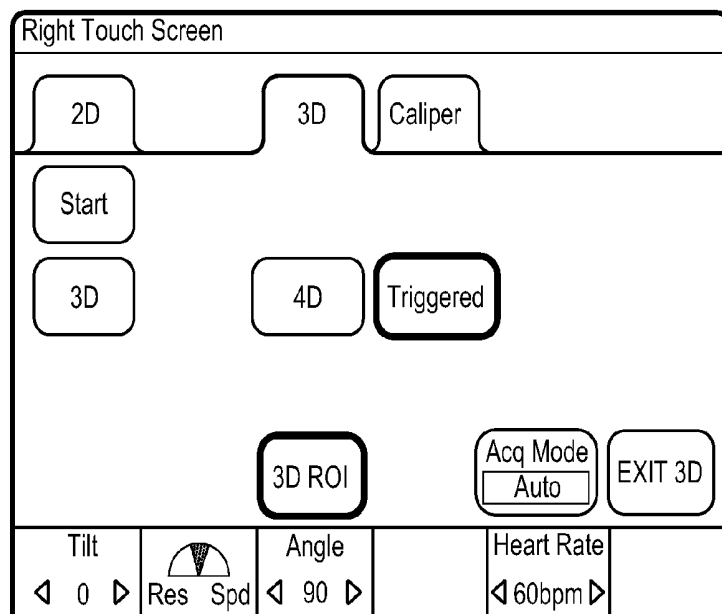 Right Touch Screen
2D 3D Caliper
Start
3D 4D Triggered
3D ROI Acq Mode Auto EXIT 3D
Tilt Angle Heart Rate
0 Res Spd 90 60bpm